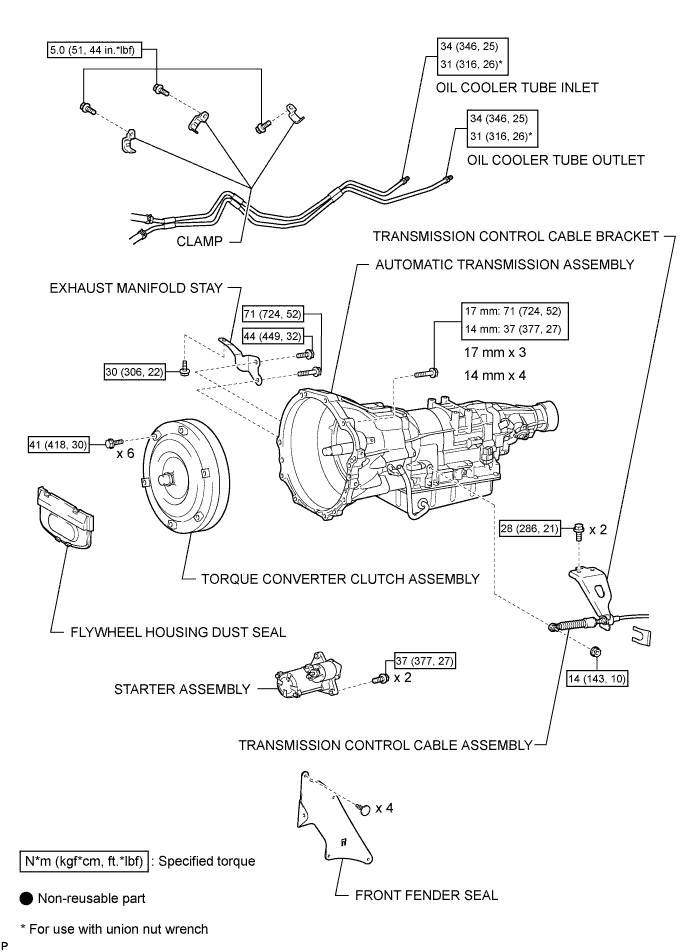 5.0 (51, 44 in.*lbf)
34 (346, 25)
31 (316, 26)*
OIL COOLER TUBE INLET
34 (346, 25)
31 (316, 26)*
OIL COOLER TUBE OUTLET
CLAMP
TRANSMISSION CONTROL CABLE BRACKET
AUTOMATIC TRANSMISSION ASSEMBLY
EXHAUST MANIFOLD STAY
71 (724, 52)
44 (449, 32)
17 mm: 71 (724, 52)
14 mm: 37 (377, 27)
17 mm x 3
14 mm x 4
30 (306, 22)
41 (418, 30)
x 6
28 (286, 21)
x 2
TORQUE CONVERTER CLUTCH ASSEMBLY
FLYWHEEL HOUSING DUST SEAL
37 (377, 27)
x 2
STARTER ASSEMBLY
14 (143, 10)
TRANSMISSION CONTROL CABLE ASSEMBLY
x 4
N*m (kgf*cm, ft.*lbf) : Specified torque
FRONT FENDER SEAL
Non-reusable part
* For use with union nut wrench
P